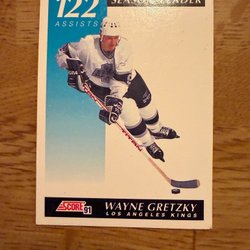 122
SEASON LEADER
ASSISTS
SCORE 91
WAYNE GRETZKY
LOS ANGELES KINGS